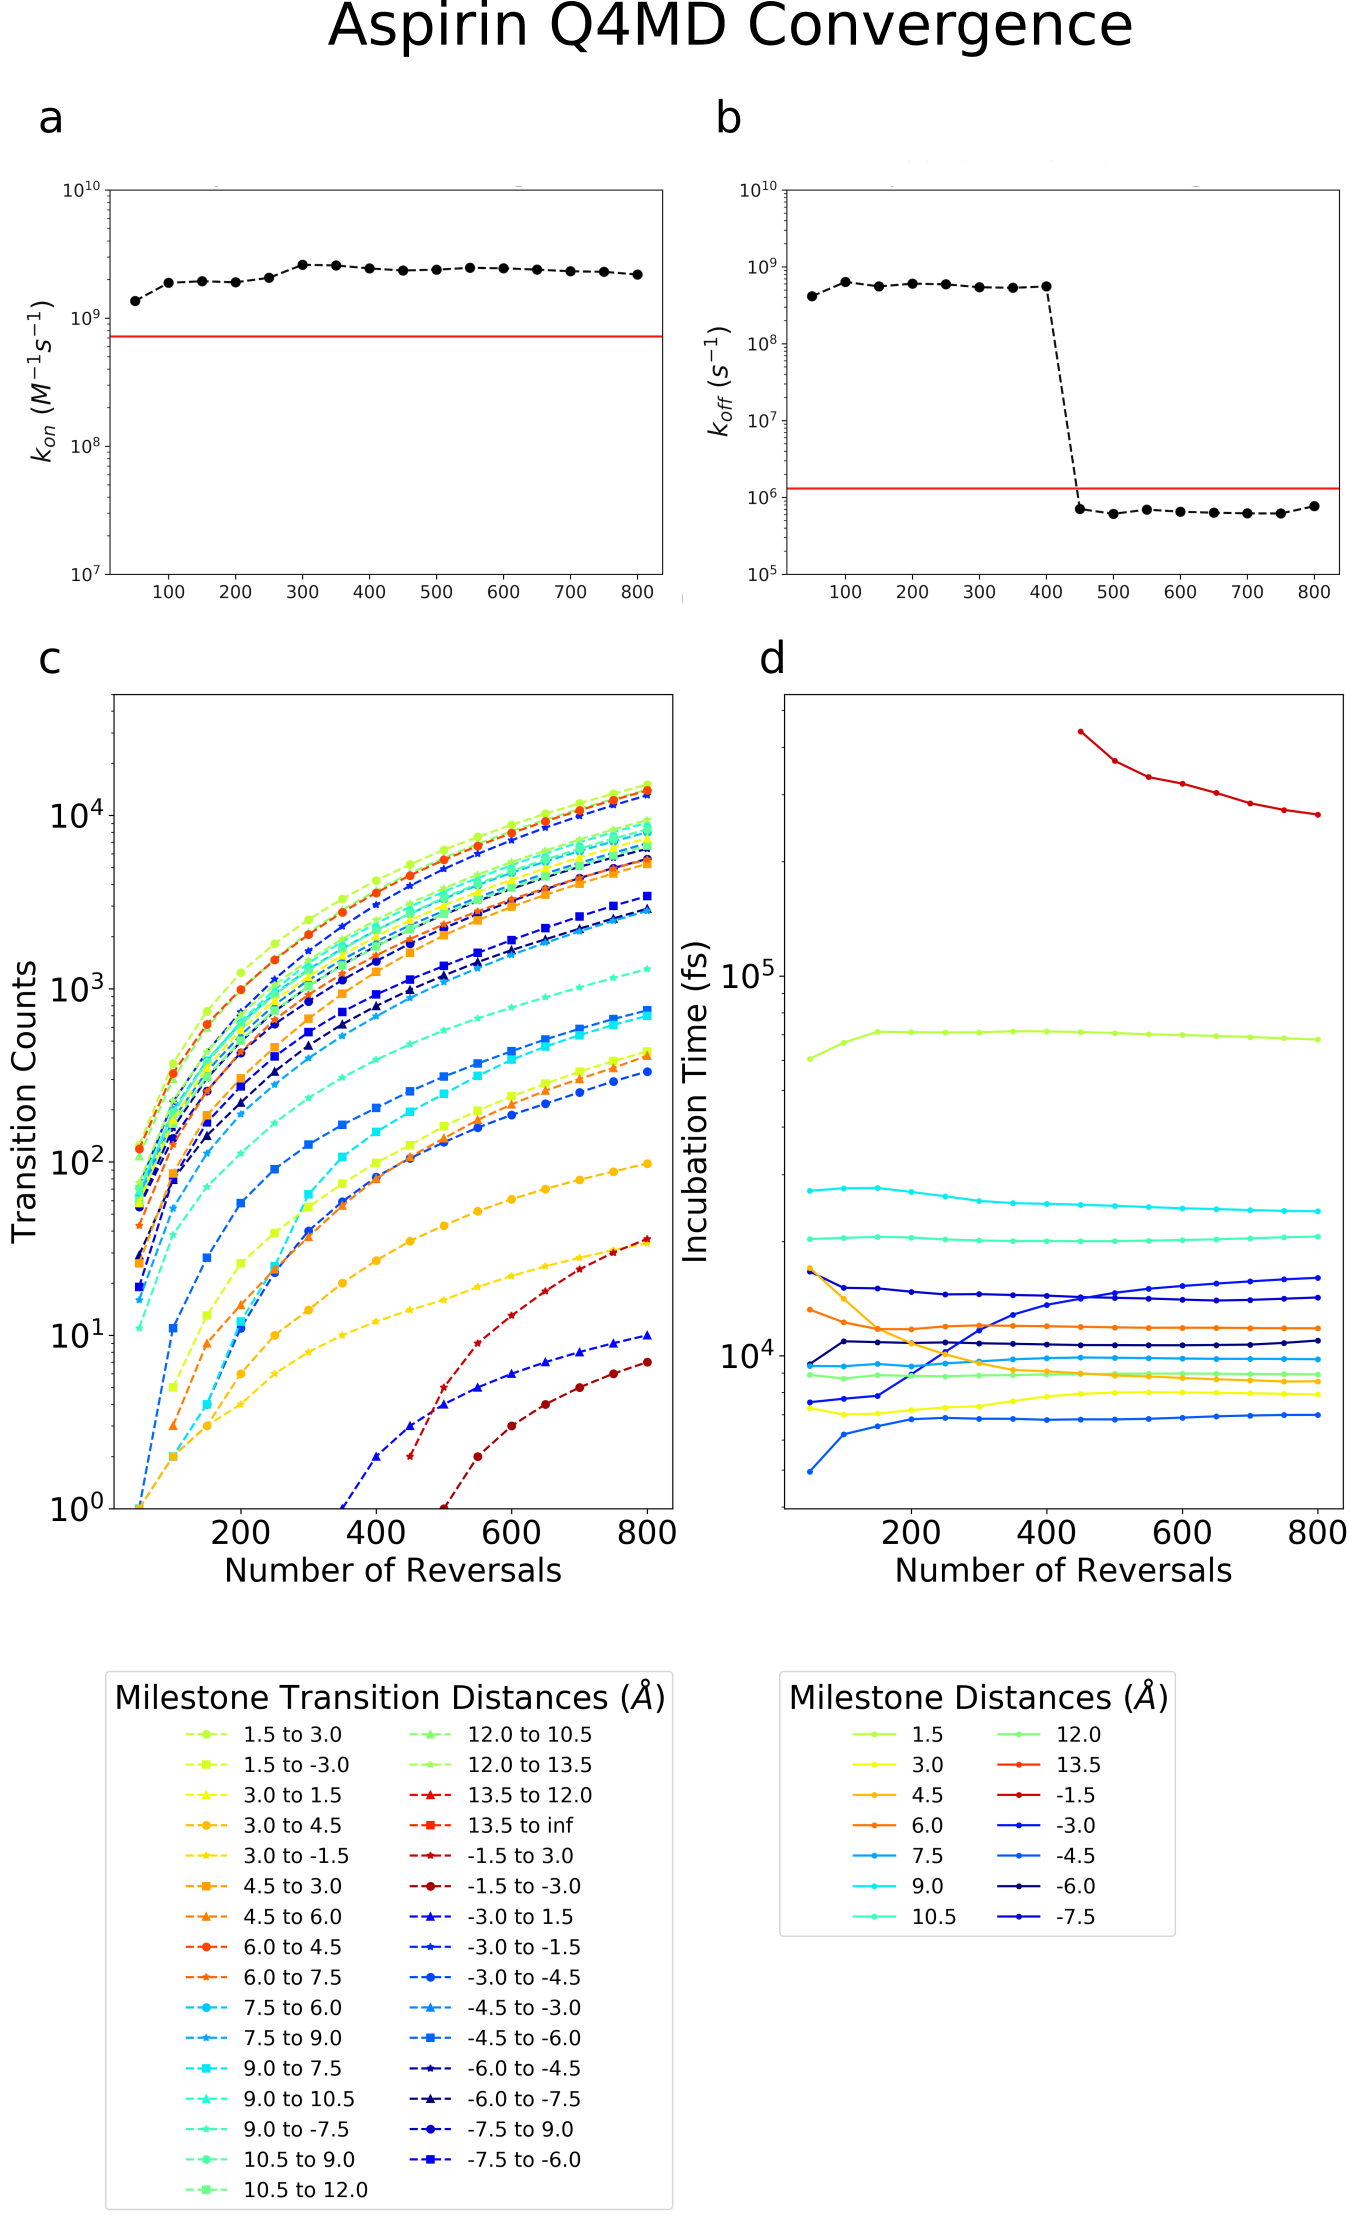 Aspirin Q4MD Convergence
a
b
10^10
10^9
10^8
10^7
k_on (M^−1 s^−1)
100 200 300 400 500 600 700 800
10^10
10^9
10^8
10^7
10^6
10^5
k_off (s^−1)
100 200 300 400 500 600 700 800
c
d
10^4
10^3
10^2
10^1
10^0
Transition Counts
200 400 600 800
Number of Reversals
10^5
10^4
Incubation Time (fs)
200 400 600 800
Number of Reversals
Milestone Transition Distances (Å)
1.5 to 3.0
1.5 to -3.0
3.0 to 1.5
3.0 to 4.5
3.0 to -1.5
4.5 to 3.0
4.5 to 6.0
6.0 to 4.5
6.0 to 7.5
7.5 to 6.0
7.5 to 9.0
9.0 to 7.5
9.0 to 10.5
9.0 to -7.5
10.5 to 9.0
10.5 to 12.0
12.0 to 10.5
12.0 to 13.5
13.5 to 12.0
13.5 to inf
-1.5 to 3.0
-1.5 to -3.0
-3.0 to 1.5
-3.0 to -1.5
-3.0 to -4.5
-4.5 to -3.0
-4.5 to -6.0
-6.0 to -4.5
-6.0 to -7.5
-7.5 to 9.0
-7.5 to -6.0
Milestone Distances (Å)
1.5
3.0
4.5
6.0
7.5
9.0
10.5
12.0
13.5
-1.5
-3.0
-4.5
-6.0
-7.5